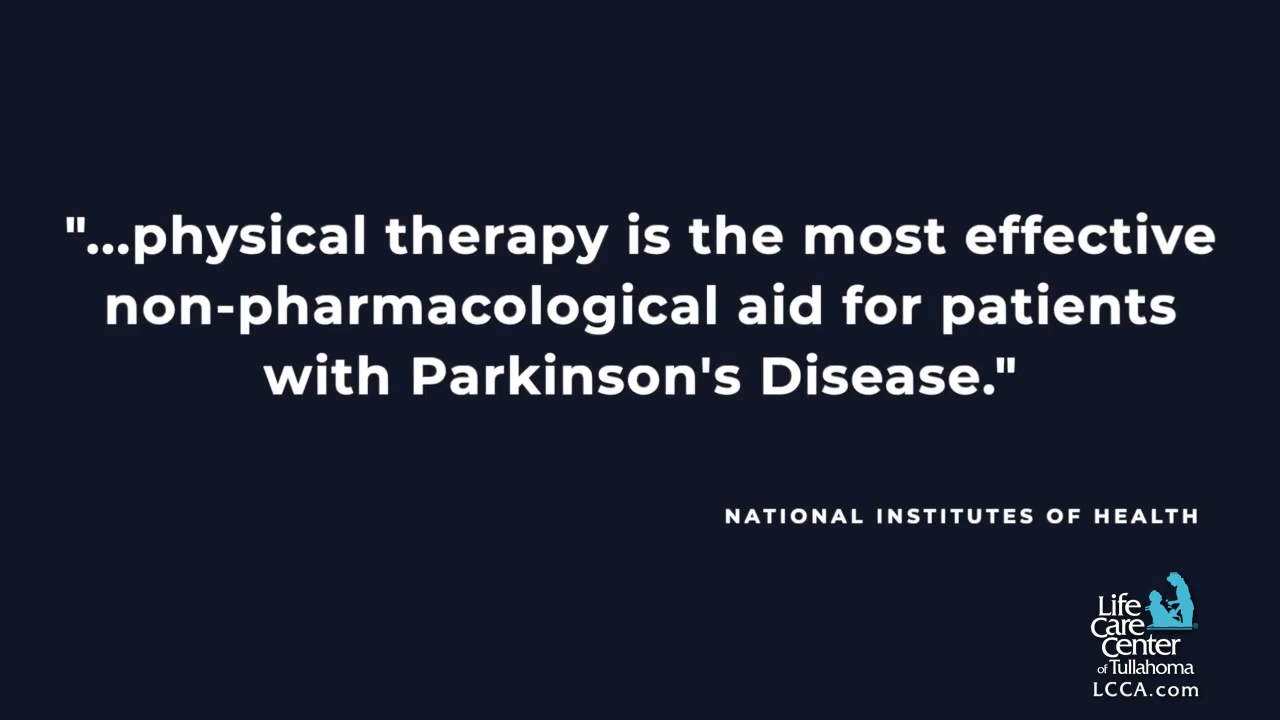 "...physical therapy is the most effective
non-pharmacological aid for patients
with Parkinson's Disease."
NATIONAL INSTITUTES OF HEALTH
Life
Care
Center
of Tullahoma
LCCA.com